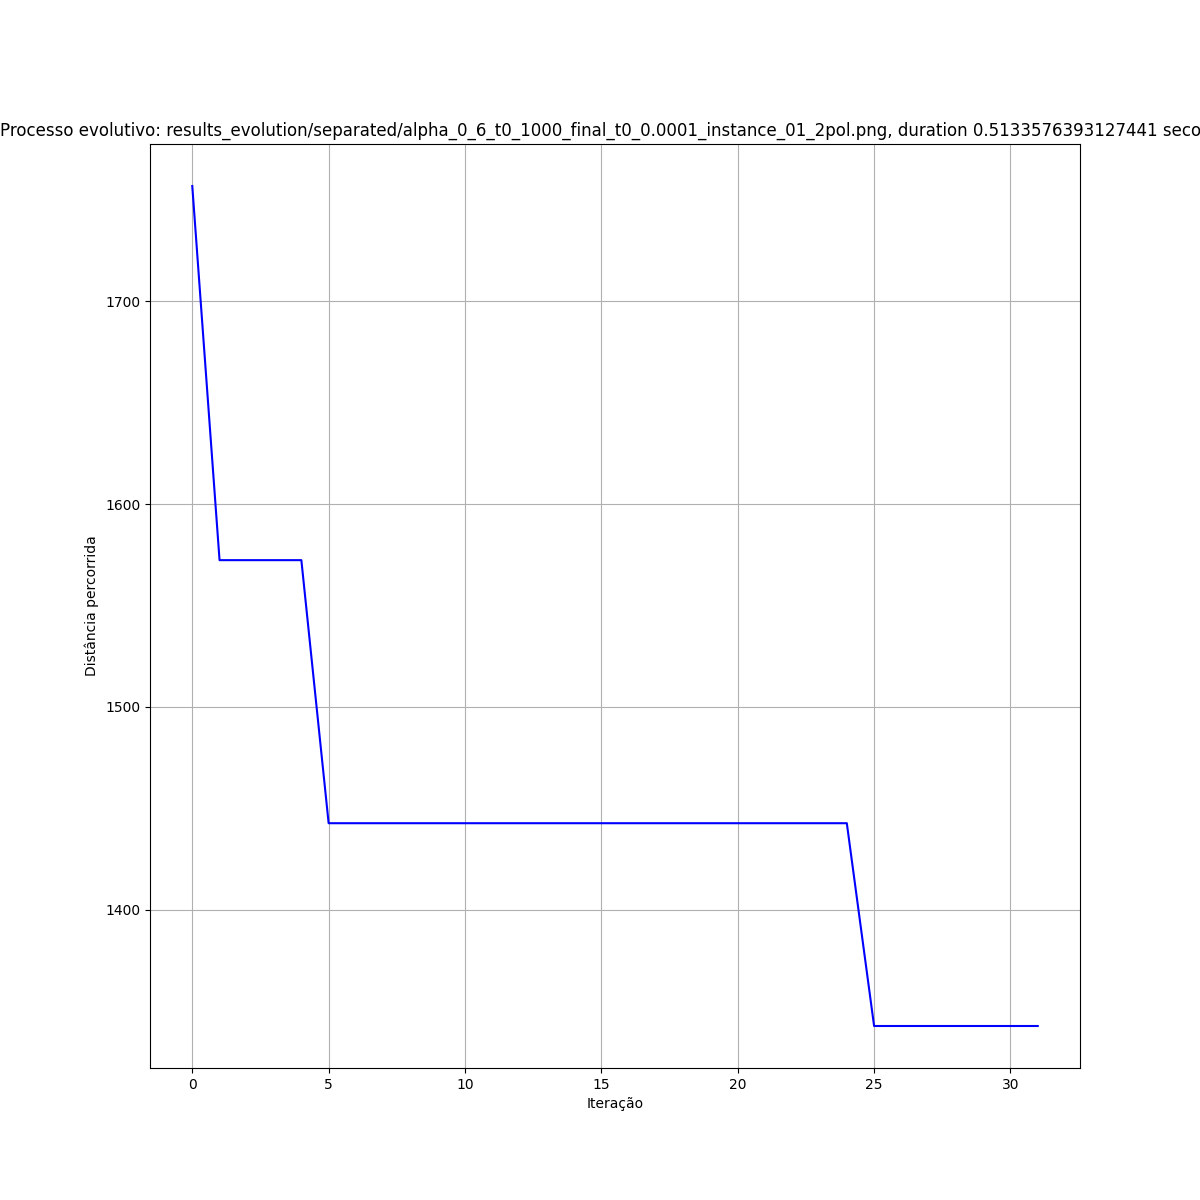 Processo evolutivo: results_evolution/separated/alpha_0_6_t0_1000_final_t0_0.0001_instance_01_2pol.png, duration 0.5133576393127441 seco
1700
1600
1500
1400
Distância percorrida
0 5 10 15 20 25 30
Iteração